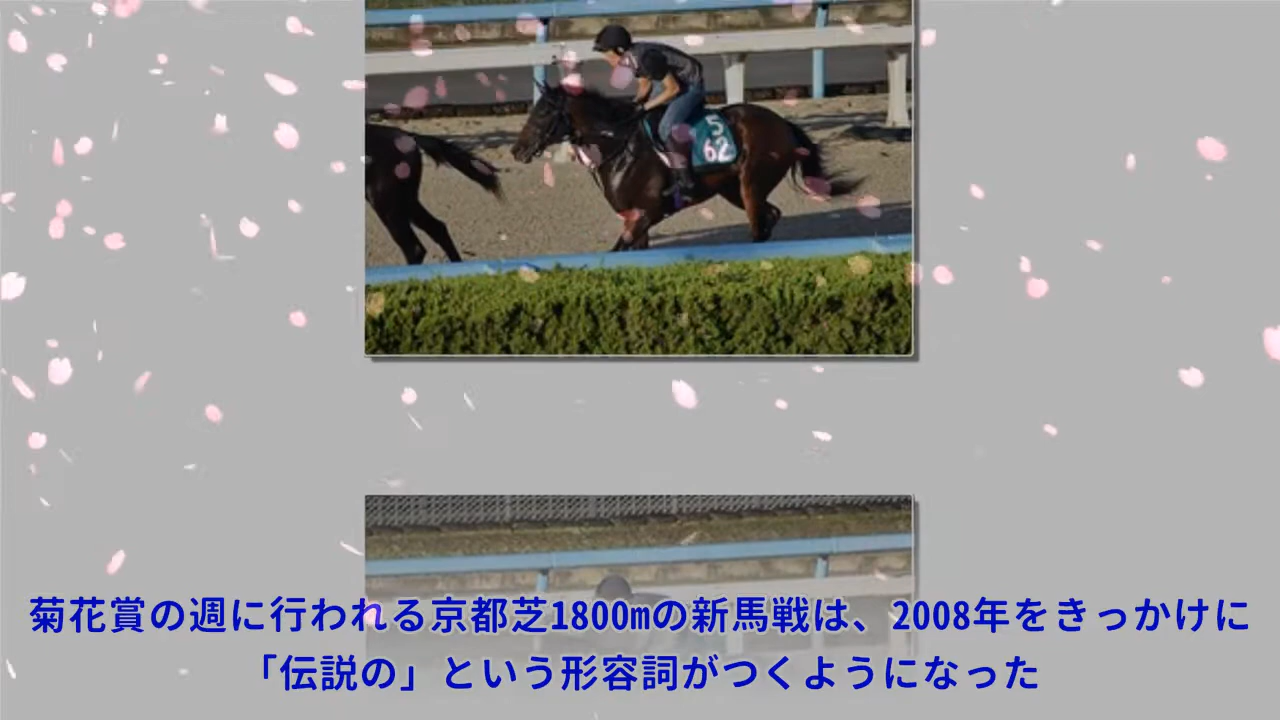 5
62
菊花賞の週に行われる京都芝1800mの新馬戦は、2008年をきっかけに
「伝説の」という形容詞がつくようになった